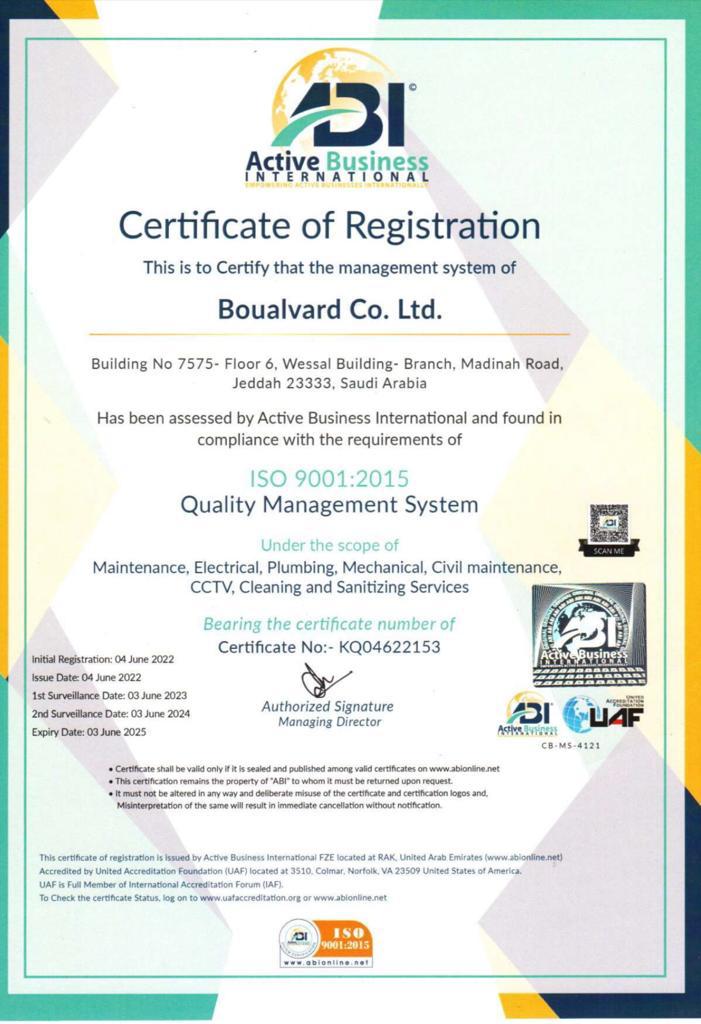 ABI©
Active Business
INTERNATIONAL
EMPOWERING ACTIVE BUSINESSES INTERNATIONALLY
Certificate of Registration
This is to Certify that the management system of
Boualvard Co. Ltd.
Building No 7575- Floor 6, Wessal Building- Branch, Madinah Road,
Jeddah 23333, Saudi Arabia
Has been assessed by Active Business International and found in
compliance with the requirements of
ISO 9001:2015
Quality Management System
Under the scope of
Maintenance, Electrical, Plumbing, Mechanical, Civil maintenance,
CCTV, Cleaning and Sanitizing Services
Bearing the certificate number of
Certificate No:- KQ04622153
ABI
SCAN ME
ABI
Active Business
INTERNATIONAL
Initial Registration: 04 June 2022
Issue Date: 04 June 2022
1st Surveillance Date: 03 June 2023
2nd Surveillance Date: 03 June 2024
Expiry Date: 03 June 2025
Authorized Signature
Managing Director
ABI
Active Business
INTERNATIONAL
UNITED
ACCREDITATION
FOUNDATION
UAF
CB-MS-4121
• Certificate shall be valid only if it is sealed and published among valid certificates on www.abionline.net
• This certification remains the property of "ABI" to whom it must be returned upon request.
• It must not be altered in any way and deliberate misuse of the certificate and certification logos and,
Misinterpretation of the same will result in immediate cancellation without notification.
This certificate of registration is issued by Active Business International FZE located at RAK, United Arab Emirates (www.abionline.net)
Accredited by United Accreditation Foundation (UAF) located at 3510, Colmar, Norfolk, VA 23509 United States of America.
UAF is Full Member of International Accreditation Forum (IAF).
To Check the certificate Status, log on to www.uafaccreditation.org or www.abionline.net
ABI
ISO
9001:2015
www.abionline.net